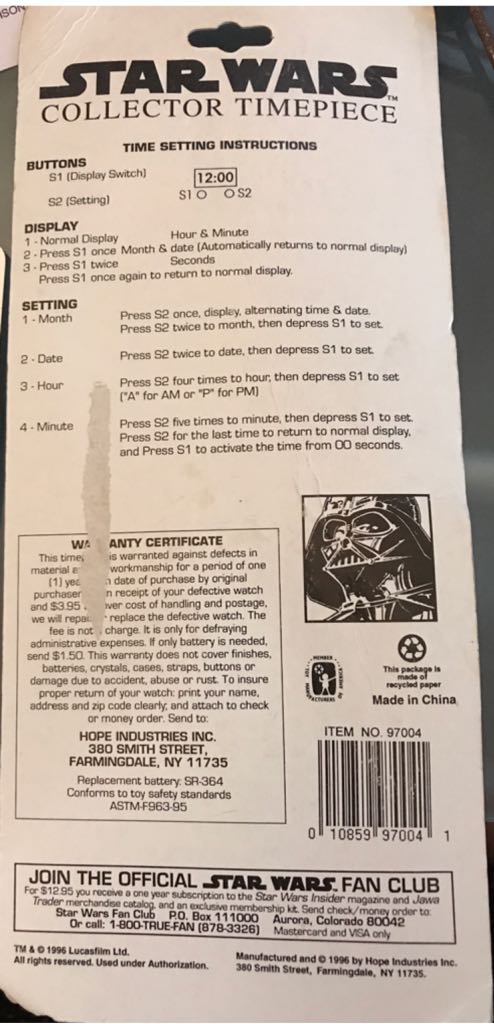 STAR WARS™
COLLECTOR TIMEPIECE
TIME SETTING INSTRUCTIONS
BUTTONS
S1 (Display Switch)
12:00
S2 (Setting)
S1 O O S2
DISPLAY
1 - Normal Display Hour & Minute
2 - Press S1 once Month & date (Automatically returns to normal display)
3 - Press S1 twice Seconds
Press S1 once again to return to normal display.
SETTING
1 - Month Press S2 once, display, alternating time & date.
Press S2 twice to month, then depress S1 to set.
2 - Date Press S2 twice to date, then depress S1 to set.
3 - Hour Press S2 four times to hour, then depress S1 to set
("A" for AM or "P" for PM)
4 - Minute Press S2 five times to minute, then depress S1 to set.
Press S2 for the last time to return to normal display,
and Press S1 to activate the time from 00 seconds.
WA ANTY CERTIFICATE
This time is warranted against defects in
material a workmanship for a period of one
(1) yea date of purchase by original
purchaser n receipt of your defective watch
and $3.95 ver cost of handling and postage,
we will repai replace the defective watch. The
fee is not charge. It is only for defraying
administrative expenses. If only battery is needed,
send $1.50. This warranty does not cover finishes,
batteries, crystals, cases, straps, buttons or
damage due to accident, abuse or rust. To insure
proper return of your watch: print your name,
address and zip code clearly, and attach to check
or money order. Send to:
HOPE INDUSTRIES INC.
380 SMITH STREET,
FARMINGDALE, NY 11735
Replacement battery: SR-364
Conforms to toy safety standards
ASTM-F963-95
MEMBER
TOY MANUFACTURERS of AMERICA
This package is
made of
recycled paper
Made in China
ITEM NO. 97004
0 10859 97004 1
JOIN THE OFFICIAL STAR WARS. FAN CLUB
For $12.95 you receive a one year subscription to the Star Wars Insider magazine and Jawa
Trader merchandise catalog, and an exclusive membership kit. Send check/money order to:
Star Wars Fan Club P.O. Box 111000 Aurora, Colorado 80042
Or call: 1-800-TRUE-FAN (878-3326) Mastercard and VISA only
TM & © 1996 Lucasfilm Ltd.
All rights reserved. Used under Authorization.
Manufactured and © 1996 by Hope Industries Inc.
380 Smith Street, Farmingdale, NY 11735.